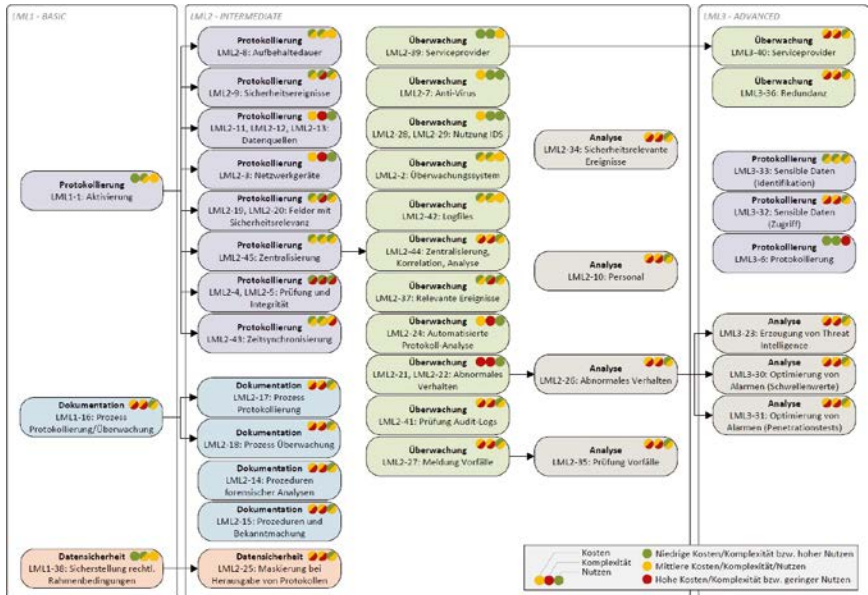 LML1 - BASIC
Protokollierung
LML1-1: Aktivierung
Dokumentation
LML1-16: Prozess
Protokollierung/Überwachung
Datensicherheit
LML1-38: Sicherstellung rechtl.
Rahmenbedingungen
LML2 - INTERMEDIATE
Protokollierung
LML2-8: Aufbehaltedauer
Protokollierung
LML2-9: Sicherheitsereignisse
Protokollierung
LML2-11, LML2-12, LML2-13:
Datenquellen
Protokollierung
LML2-3: Netzwerkgeräte
Protokollierung
LML2-19, LML2-20: Felder mit
Sicherheitsrelevanz
Protokollierung
LML2-45: Zentralisierung
Protokollierung
LML2-4, LML2-5: Prüfung und
Integrität
Protokollierung
LML2-43: Zeitsynchronisierung
Dokumentation
LML2-17: Prozess
Protokollierung
Dokumentation
LML2-18: Prozess Überwachung
Dokumentation
LML2-14: Prozeduren
forensischer Analysen
Dokumentation
LML2-15: Prozeduren und
Bekanntmachung
Datensicherheit
LML2-25: Maskierung bei
Herausgabe von Protokollen
Überwachung
LML2-39: Serviceprovider
Überwachung
LML2-7: Anti-Virus
Überwachung
LML2-28, LML2-29: Nutzung IDS
Überwachung
LML2-2: Überwachungssystem
Überwachung
LML2-42: Logfiles
Überwachung
LML2-44: Zentralisierung,
Korrelation, Analyse
Überwachung
LML2-37: Relevante Ereignisse
Überwachung
LML2-24: Automatisierte
Protokoll-Analyse
Überwachung
LML2-21, LML2-22: Abnormales
Verhalten
Überwachung
LML2-41: Prüfung Audit-Logs
Überwachung
LML2-27: Meldung Vorfälle
Analyse
LML2-34: Sicherheitsrelevante
Ereignisse
Analyse
LML2-10: Personal
Analyse
LML2-26: Abnormales Verhalten
Analyse
LML2-35: Prüfung Vorfälle
LML3 - ADVANCED
Überwachung
LML3-40: Serviceprovider
Überwachung
LML3-36: Redundanz
Protokollierung
LML3-33: Sensible Daten
(Identifikation)
Protokollierung
LML3-32: Sensible Daten
(Zugriff)
Protokollierung
LML3-6: Protokollierung
Analyse
LML3-23: Erzeugung von Threat
Intelligence
Analyse
LML3-30: Optimierung von
Alarmen (Schwellenwerte)
Analyse
LML3-31: Optimierung von
Alarmen (Penetrationstests)
Kosten
Komplexität
Nutzen
Niedrige Kosten/Komplexität bzw. hoher Nutzen
Mittlere Kosten/Komplexität/Nutzen
Hohe Kosten/Komplexität bzw. geringer Nutzen